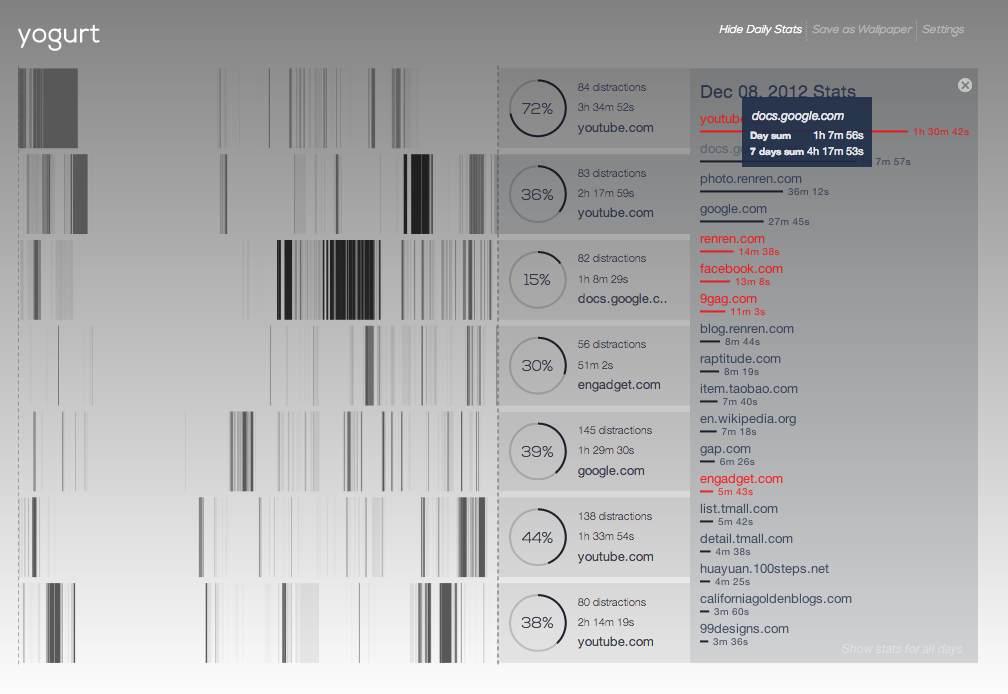 yogurt
Hide Daily Stats
Save as Wallpaper
Settings
72%
84 distractions
3h 34m 52s
youtube.com
36%
83 distractions
2h 17m 59s
youtube.com
15%
82 distractions
1h 8m 29s
docs.google.c..
30%
56 distractions
51m 2s
engadget.com
39%
145 distractions
1h 29m 30s
google.com
44%
138 distractions
1h 33m 54s
youtube.com
38%
80 distractions
2h 14m 19s
youtube.com
Dec 08, 2012 Stats
docs.google.com
Day sum 1h 7m 56s
7 days sum 4h 17m 53s
youtub
1h 30m 42s
docs.g
7m 57s
photo.renren.com
36m 12s
google.com
27m 45s
renren.com
14m 38s
facebook.com
13m 8s
9gag.com
11m 3s
blog.renren.com
8m 44s
raptitude.com
8m 19s
item.taobao.com
7m 40s
en.wikipedia.org
7m 18s
gap.com
6m 26s
engadget.com
5m 43s
list.tmall.com
5m 42s
detail.tmall.com
4m 38s
huayuan.100steps.net
4m 25s
californiagoldenblogs.com
3m 60s
99designs.com
3m 36s
Show stats for all days